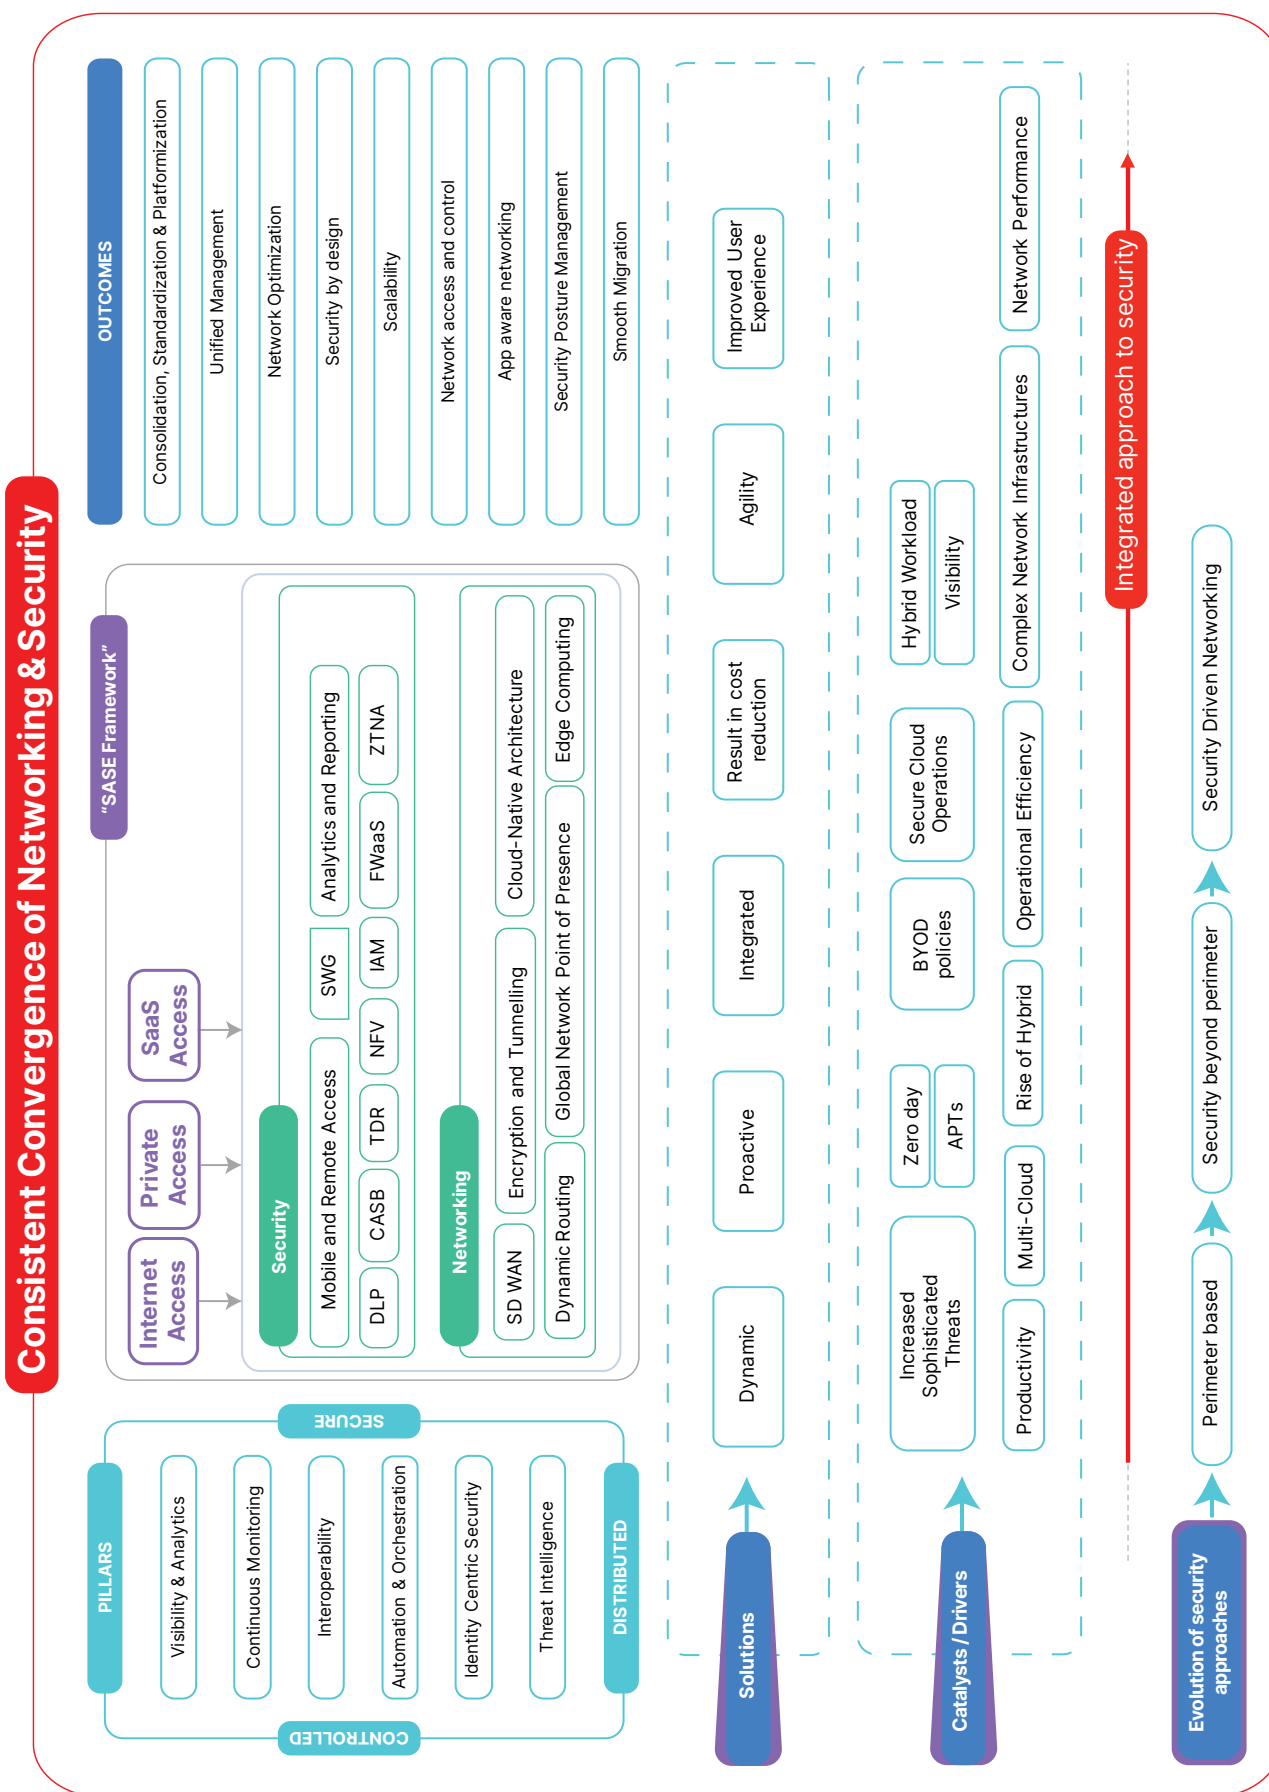 Consistent Convergence of Networking & Security
PILLARS
Visibility & Analytics
Continuous Monitoring
Interoperability
Automation & Orchestration
Identity Centric Security
Threat Intelligence
DISTRIBUTED
CONTROLLED
SECURE
"SASE Framework"
Internet
Access
Private
Access
SaaS
Access
Security
Mobile and Remote Access
SWG
Analytics and Reporting
DLP
CASB
TDR
NFV
IAM
FWaaS
ZTNA
Networking
SD WAN
Encryption and Tunnelling
Cloud-Native Architecture
Dynamic Routing
Global Network Point of Presence
Edge Computing
OUTCOMES
Consolidation, Standardization & Platformization
Unified Management
Network Optimization
Security by design
Scalability
Network access and control
App aware networking
Security Posture Management
Smooth Migration
Solutions
Dynamic
Proactive
Integrated
Result in cost
reduction
Agility
Improved User
Experience
Catalysts / Drivers
Increased
Sophisticated
Threats
Zero day
APTs
BYOD
policies
Secure Cloud
Operations
Hybrid Workload
Visibility
Productivity
Multi-Cloud
Rise of Hybrid
Operational Efficiency
Complex Network Infrastructures
Network Performance
Integrated approach to security
Evolution of security
approaches
Perimeter based
Security beyond perimeter
Security Driven Networking